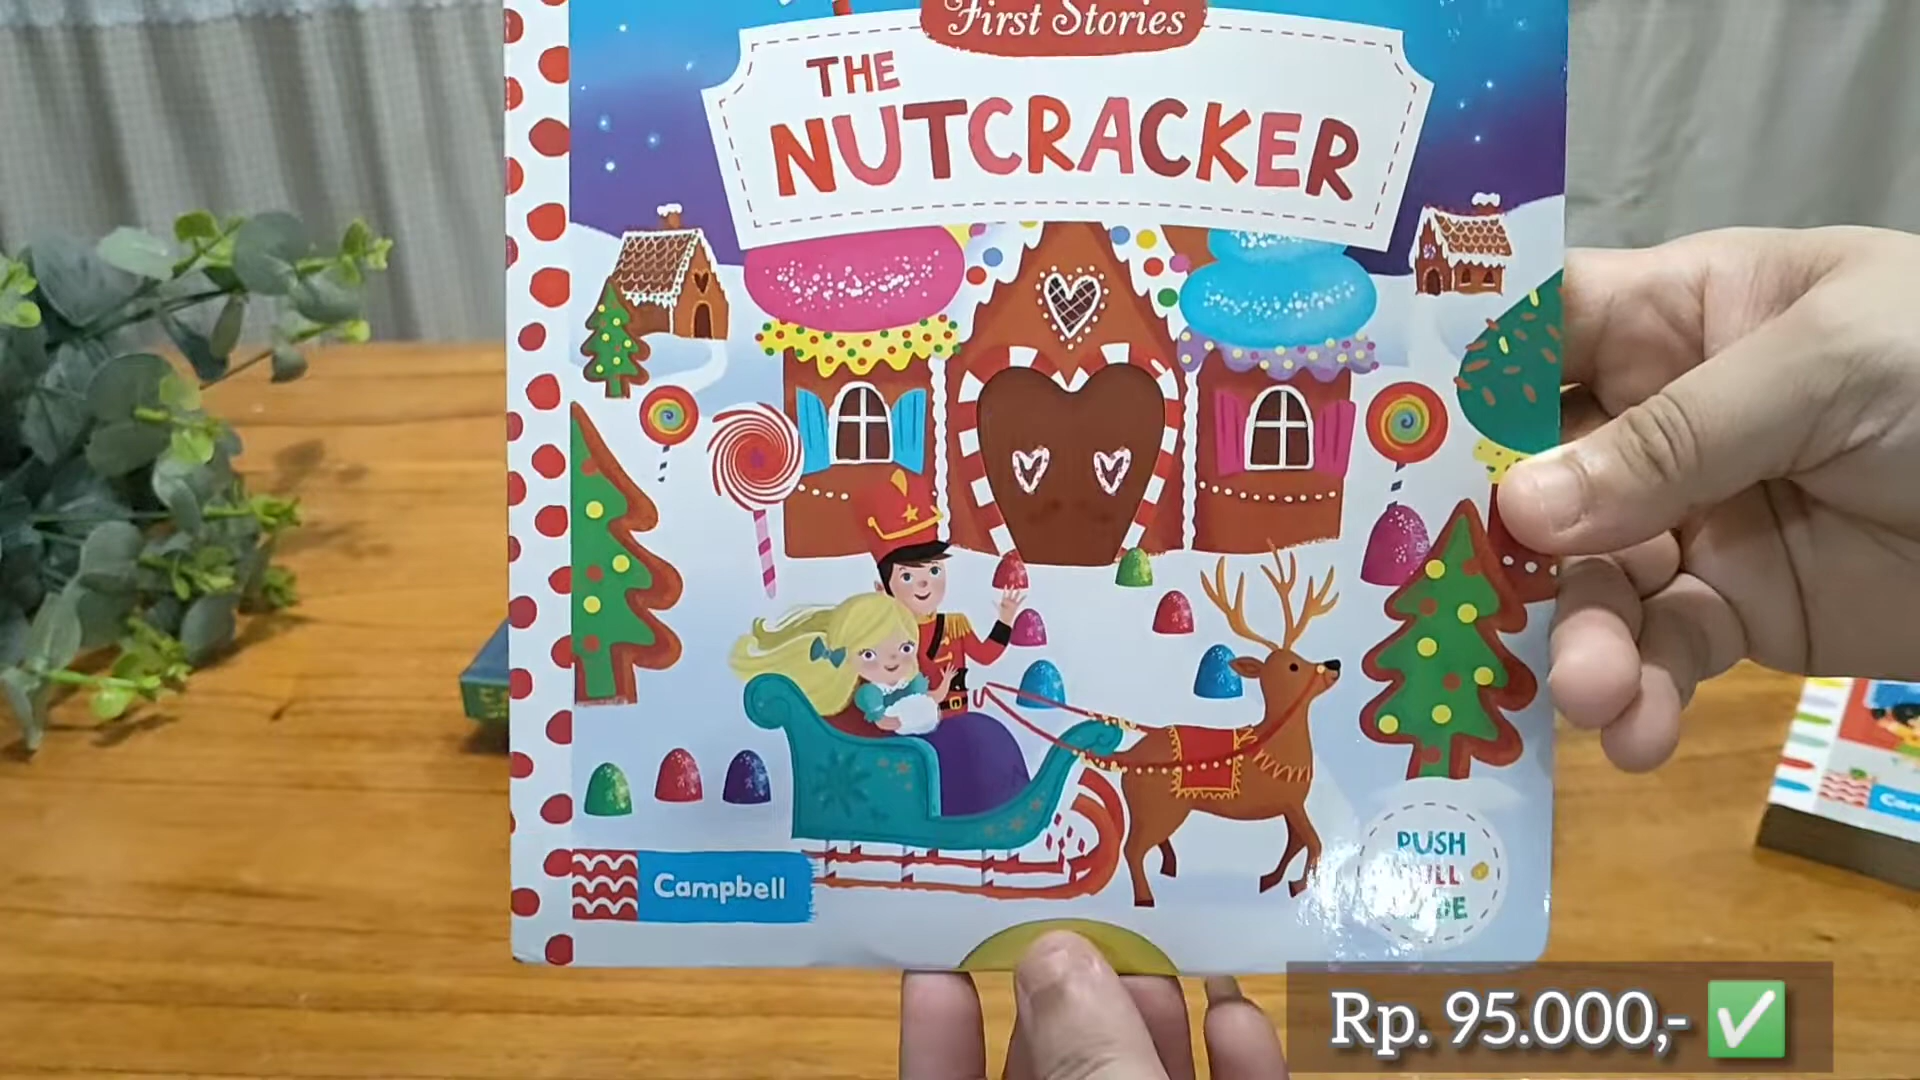 First Stories
THE
NUTCRACKER
Campbell
PUSH
Rp. 95.000,-